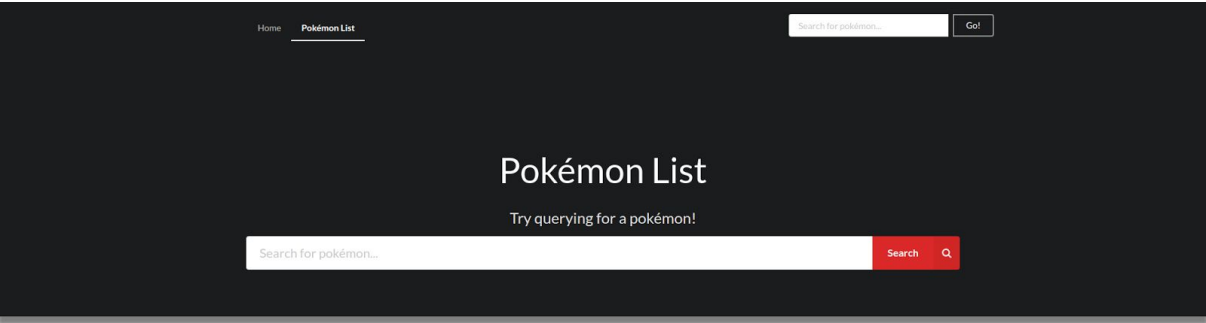 Home Pokémon List Search for pokémon... Go!
Pokémon List
Try querying for a pokémon!
Search for pokémon... Search